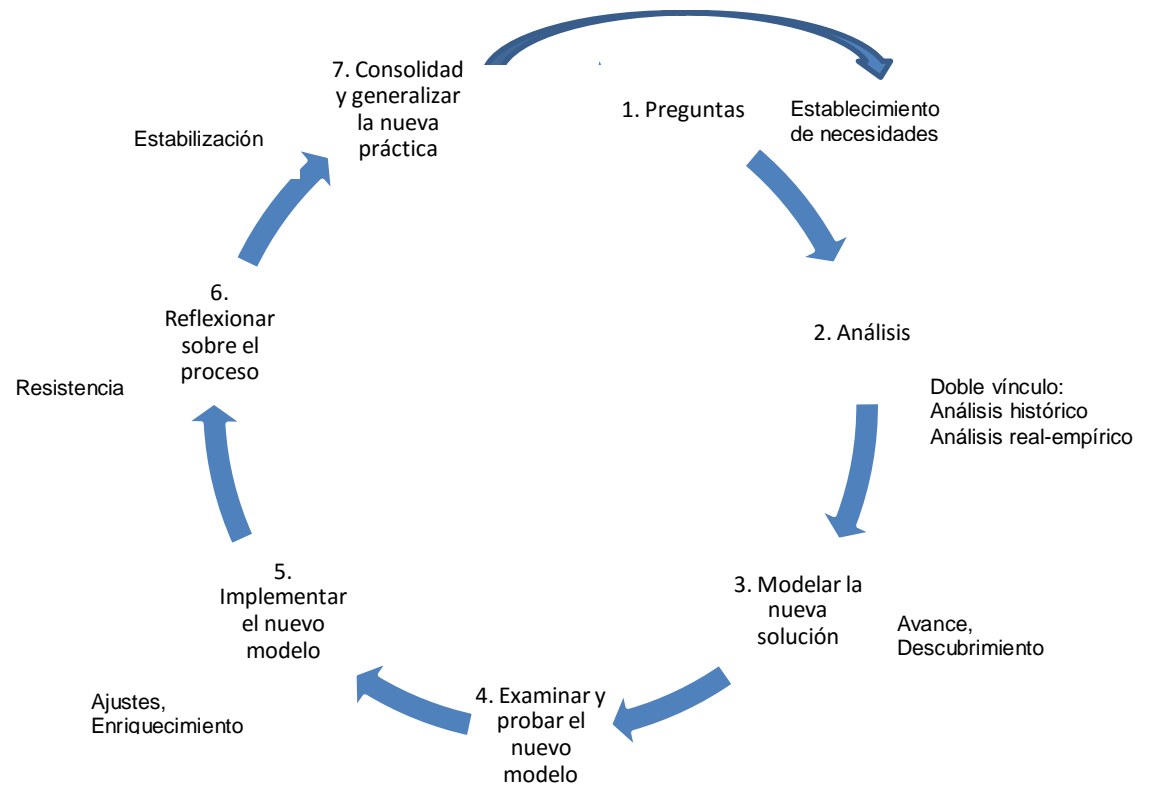 1. Preguntas
Establecimiento
de necesidades
2. Análisis
Doble vínculo:
Análisis histórico
Análisis real-empírico
3. Modelar la
nueva
solución
Avance,
Descubrimiento
4. Examinar y
probar el
nuevo
modelo
5.
Implementar
el nuevo
modelo
Ajustes,
Enriquecimiento
6.
Reflexionar
sobre el
proceso
Resistencia
7. Consolidad
y generalizar
la nueva
práctica
Estabilización